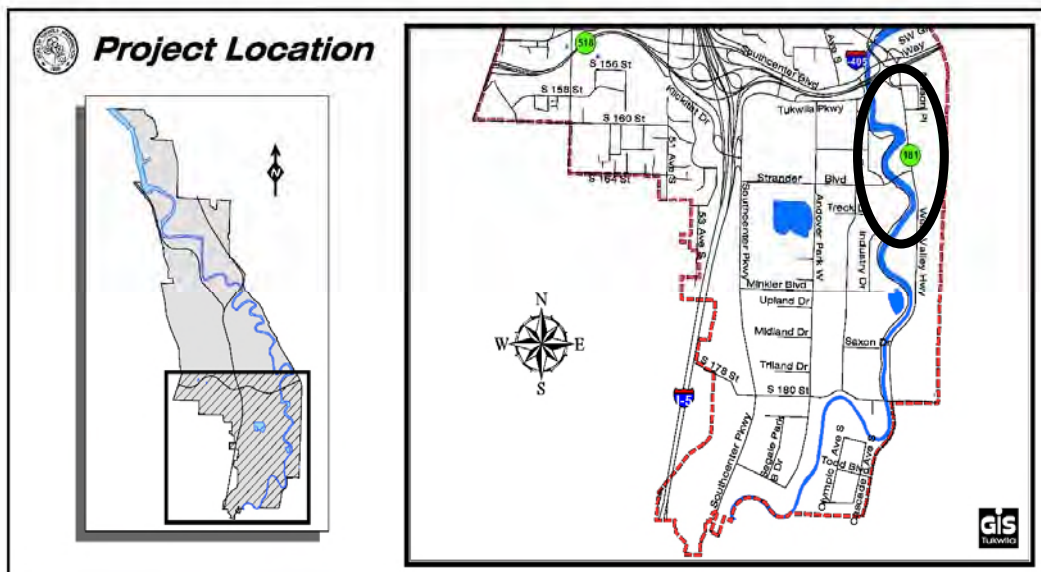 Project Location
N
518
S 156 St
S 158 St
S 160 St
S 164 St
Klickitat Dr
51 Ave S
53 Ave S
Southcenter Blvd
I-405
SW Gr
Way
Tukwila Pkwy
Nelson Pl
181
Strander Blvd
Southcenter Pkwy
Andover Park W
Treck Dr
Industry Dr
West Valley Hwy
Minkler Blvd
Upland Dr
Midland Dr
Triland Dr
Saxon Dr
S 178 St
S 180 St
I-5
Southcenter Pkwy
Segale Park
B Dr
Olympic Ave S
Todd Blvd
Cascade Ave S
N
W
E
S
GIS
Tukwila